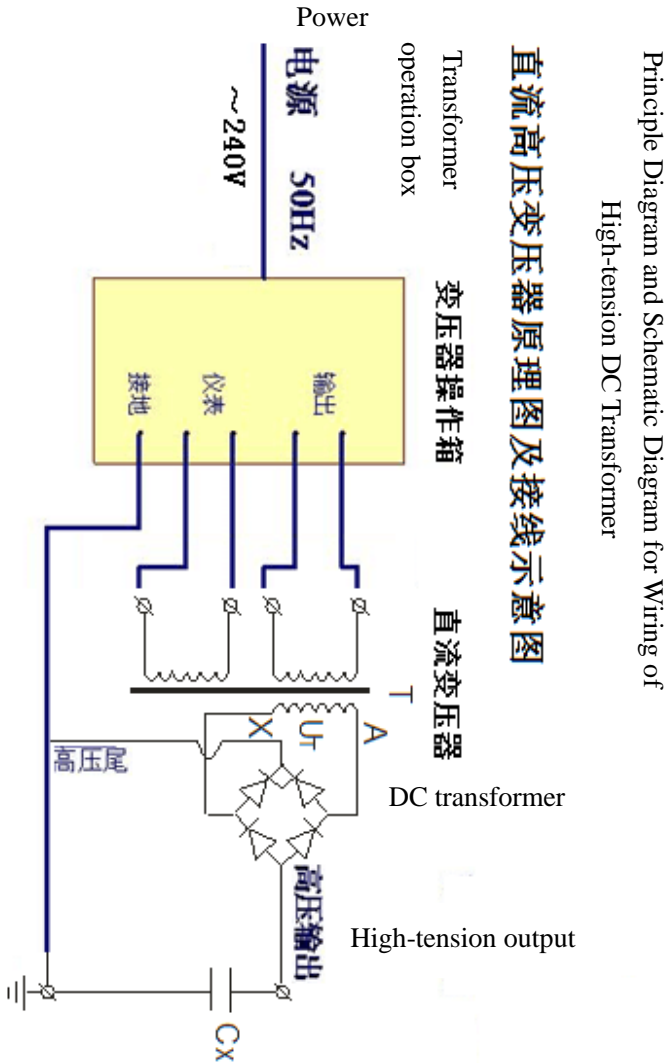 Principle Diagram and Schematic Diagram for Wiring of
High-tension DC Transformer
直流高压变压器原理图及接线示意图
Power
电源 50Hz
～240V
Transformer
operation box
变压器操作箱
输出
仪表
接地
直流变压器
DC transformer
T
A
UT
X
高压尾
高压输出
High-tension output
Cx